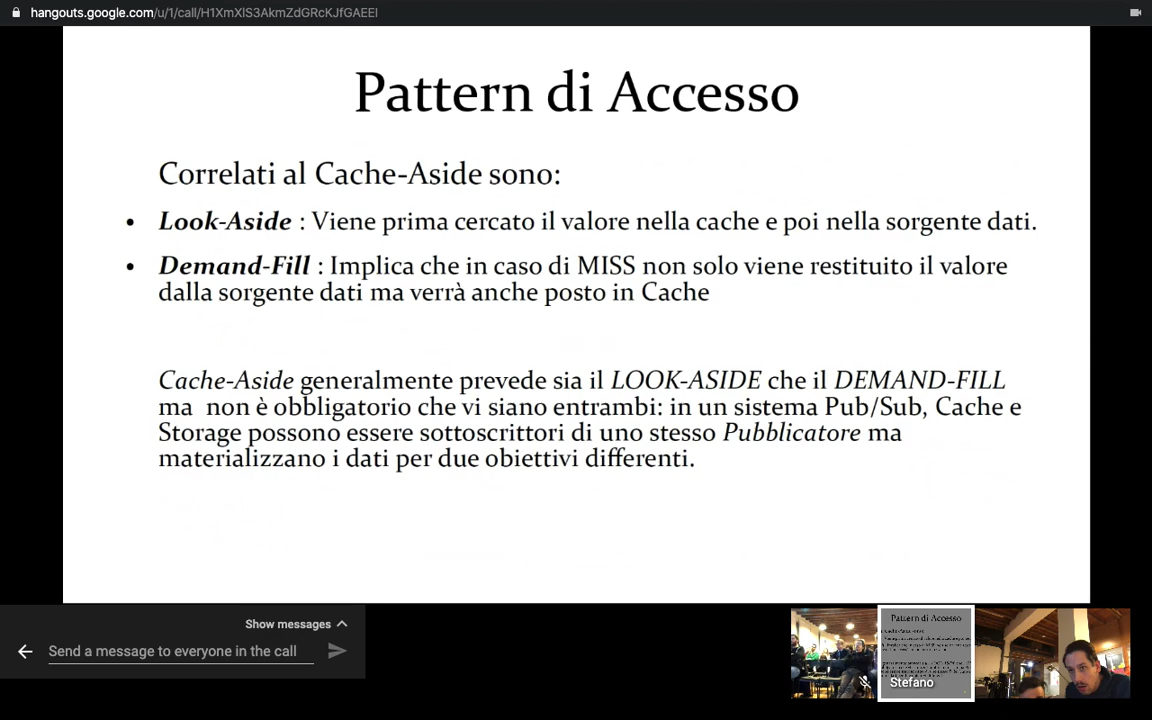 hangouts.google.com/u/1/call/H1XmXlS3AkmZdGRcKJfGAEEI
Pattern di Accesso
Correlati al Cache-Aside sono:
• Look-Aside : Viene prima cercato il valore nella cache e poi nella sorgente dati.
• Demand-Fill : Implica che in caso di MISS non solo viene restituito il valore
dalla sorgente dati ma verrà anche posto in Cache
Cache-Aside generalmente prevede sia il LOOK-ASIDE che il DEMAND-FILL
ma non è obbligatorio che vi siano entrambi: in un sistema Pub/Sub, Cache e
Storage possono essere sottoscrittori di uno stesso Pubblicatore ma
materializzano i dati per due obiettivi differenti.
Show messages
Send a message to everyone in the call
Pattern di Accesso
Stefano